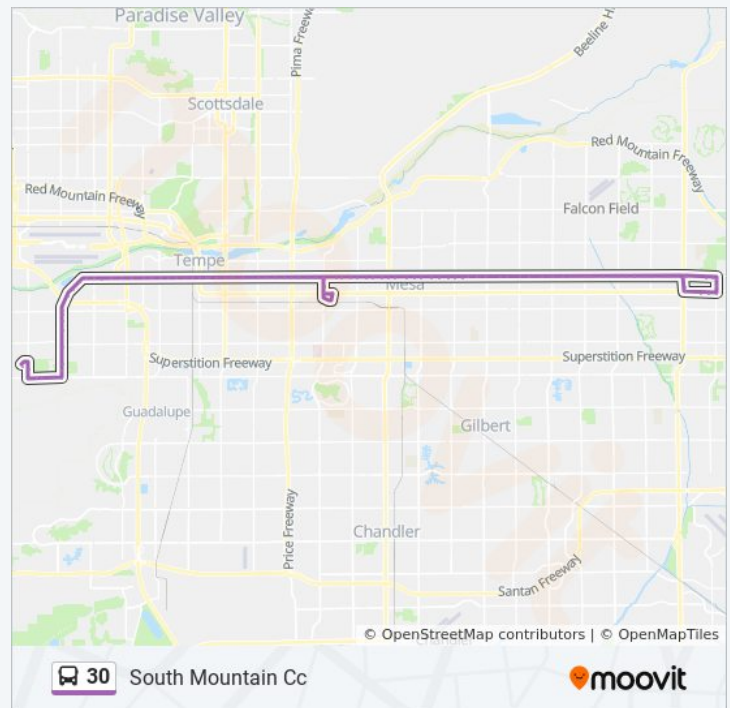 Paradise Valley
Pima Freeway
Beeline H
Scottsdale
Red Mountain Freeway
Red Mountain Freeway
Falcon Field
Tempe
Mesa
Superstition Freeway
Superstition Freeway
Guadalupe
Gilbert
Price Freeway
Chandler
Santan Freeway
© OpenStreetMap contributors | © OpenMapTiles
30 South Mountain Cc
moovit